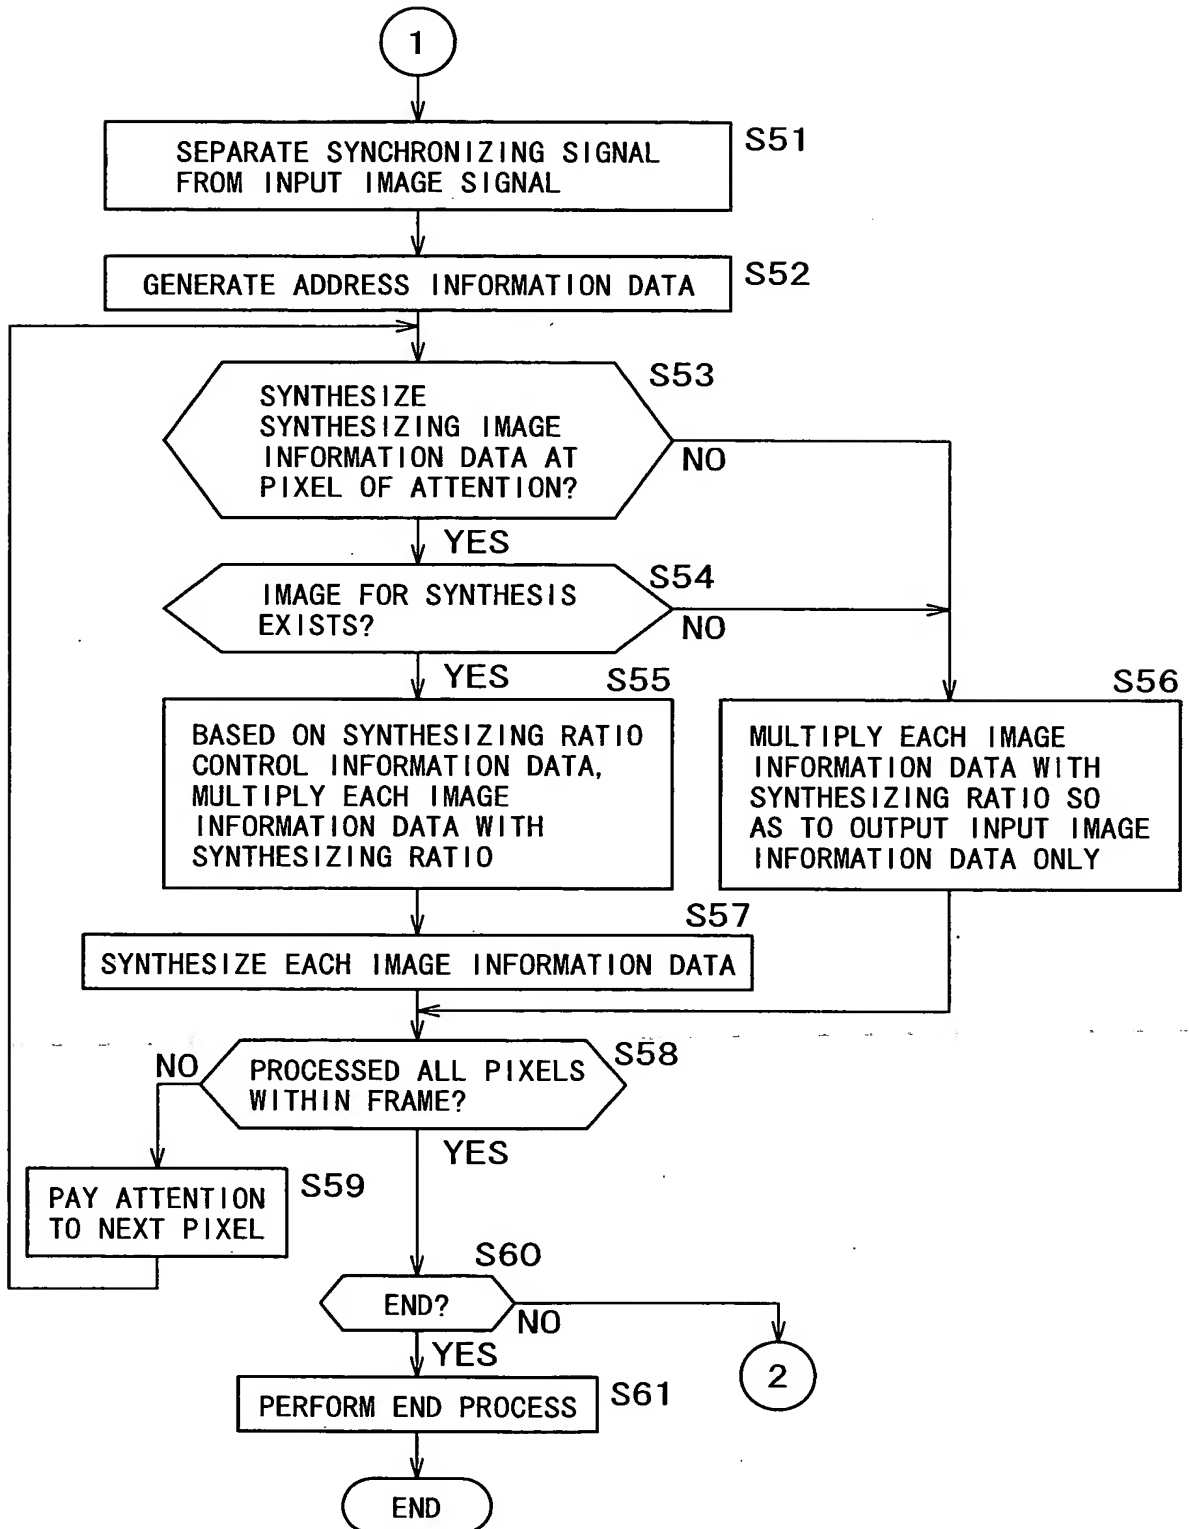 1
SEPARATE SYNCHRONIZING SIGNAL
FROM INPUT IMAGE SIGNAL
S51
GENERATE ADDRESS INFORMATION DATA
S52
SYNTHESIZE
SYNTHESIZING IMAGE
INFORMATION DATA AT
PIXEL OF ATTENTION?
S53
NO
YES
IMAGE FOR SYNTHESIS
EXISTS?
S54
NO
YES
S55
BASED ON SYNTHESIZING RATIO
CONTROL INFORMATION DATA,
MULTIPLY EACH IMAGE
INFORMATION DATA WITH
SYNTHESIZING RATIO
S56
MULTIPLY EACH IMAGE
INFORMATION DATA WITH
SYNTHESIZING RATIO SO
AS TO OUTPUT INPUT IMAGE
INFORMATION DATA ONLY
S57
SYNTHESIZE EACH IMAGE INFORMATION DATA
S58
PROCESSED ALL PIXELS
WITHIN FRAME?
NO
YES
PAY ATTENTION
TO NEXT PIXEL
S59
S60
END?
NO
YES
2
PERFORM END PROCESS
S61
END